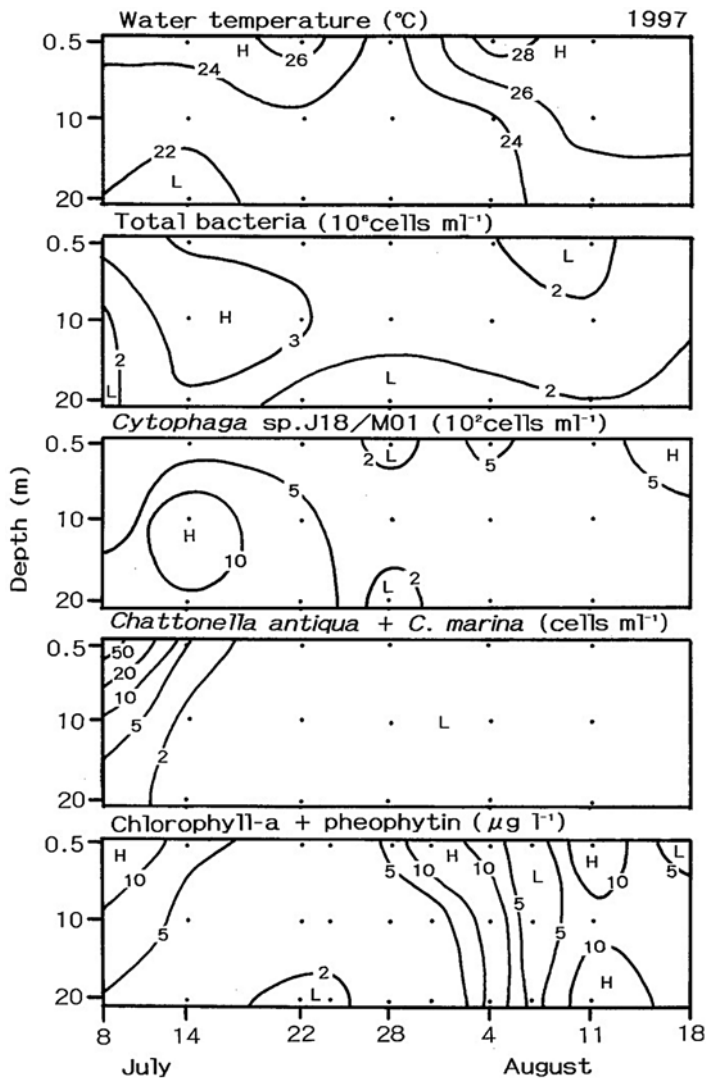 Water temperature (°C) 1997
0.5 H 26 28 H
24 26
10
22 24
L
20
Total bacteria (10⁶cells ml⁻¹)
0.5 L
2
10 H
2 3
L L 2
20
Cytophaga sp.J18/M01 (10²cells ml⁻¹)
0.5 2 L 5 H
5 5
10
H
10
L 2
20
Chattonella antiqua + C. marina (cells ml⁻¹)
0.5 50
20
10
5
10 L
2
20
Chlorophyll-a + pheophytin (μg l⁻¹)
0.5 H H H L
10 5 10 10 L 10 5
5 5
10 5
2 10
L H
20
Depth (m)
8 14 22 28 4 11 18
July August